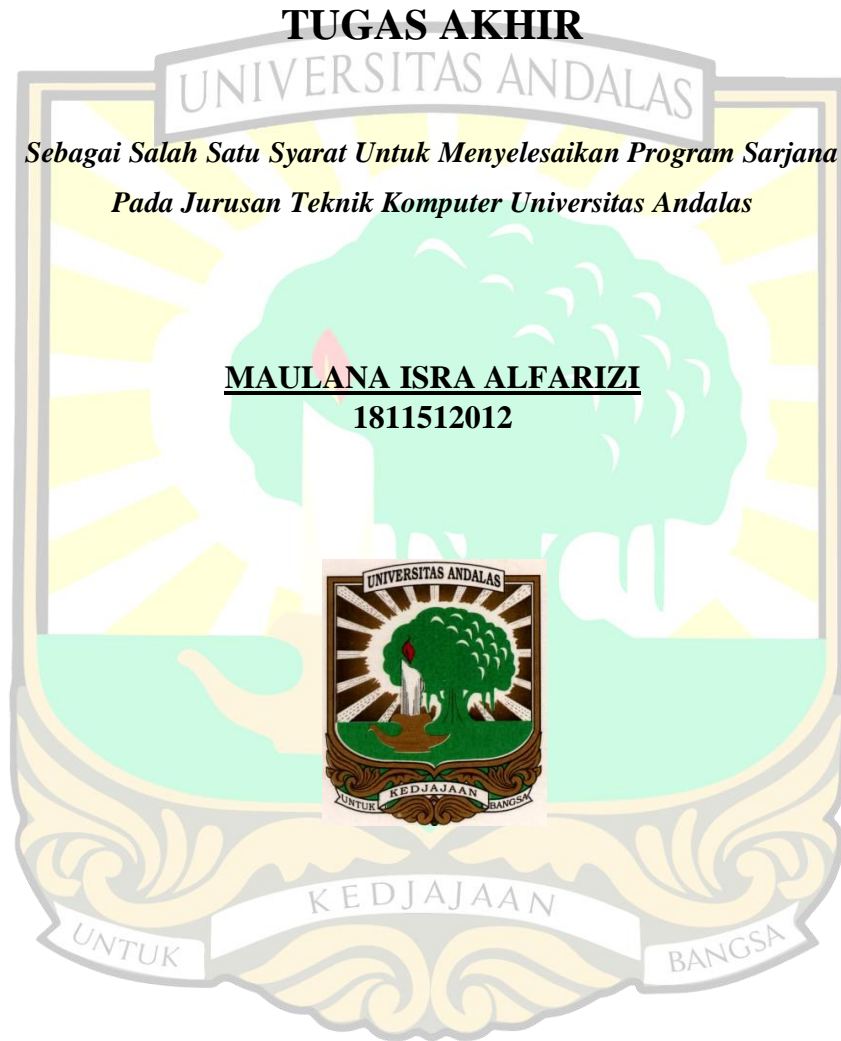 TUGAS AKHIR
UNIVERSITAS ANDALAS
Sebagai Salah Satu Syarat Untuk Menyelesaikan Program Sarjana
Pada Jurusan Teknik Komputer Universitas Andalas
MAULANA ISRA ALFARIZI
1811512012
UNIVERSITAS ANDALAS
UNTUK KEDJAJAAN BANGSA
UNTUK KEDJAJAAN BANGSA